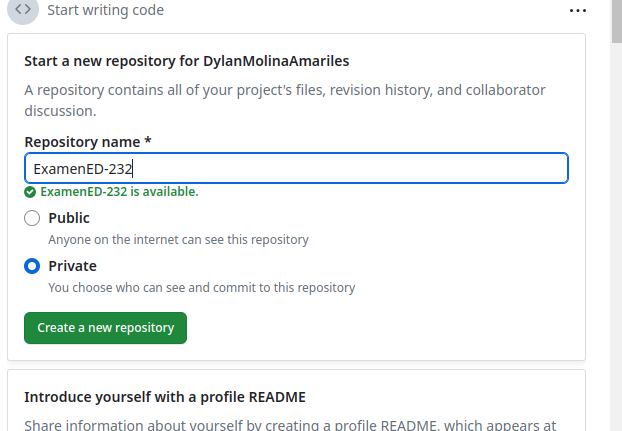 Start writing code
Start a new repository for DylanMolinaAmariles
A repository contains all of your project's files, revision history, and collaborator
discussion.
Repository name *
ExamenED-232
ExamenED-232 is available.
Public
Anyone on the internet can see this repository
Private
You choose who can see and commit to this repository
Create a new repository
Introduce yourself with a profile README
Share information about yourself by creating a profile README, which appears at